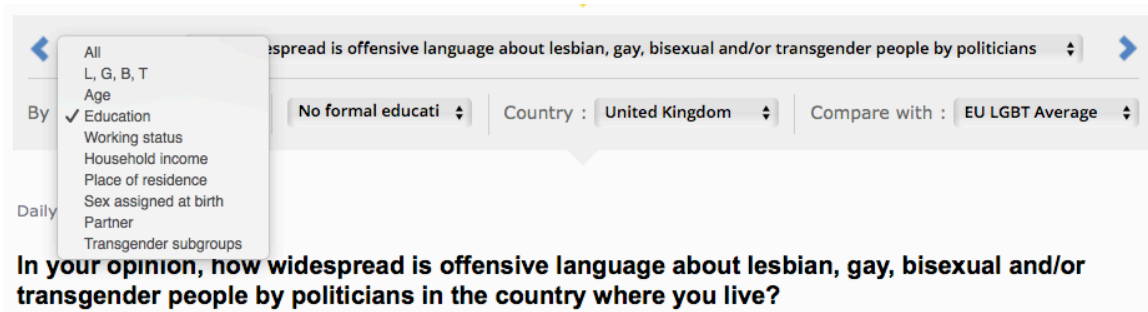 All
espread is offensive language about lesbian, gay, bisexual and/or transgender people by politicians
L, G, B, T
Age
By ✓ Education No formal educati Country : United Kingdom Compare with : EU LGBT Average
Working status
Household income
Place of residence
Sex assigned at birth
Daily
Partner
Transgender subgroups
In your opinion, how widespread is offensive language about lesbian, gay, bisexual and/or
transgender people by politicians in the country where you live?